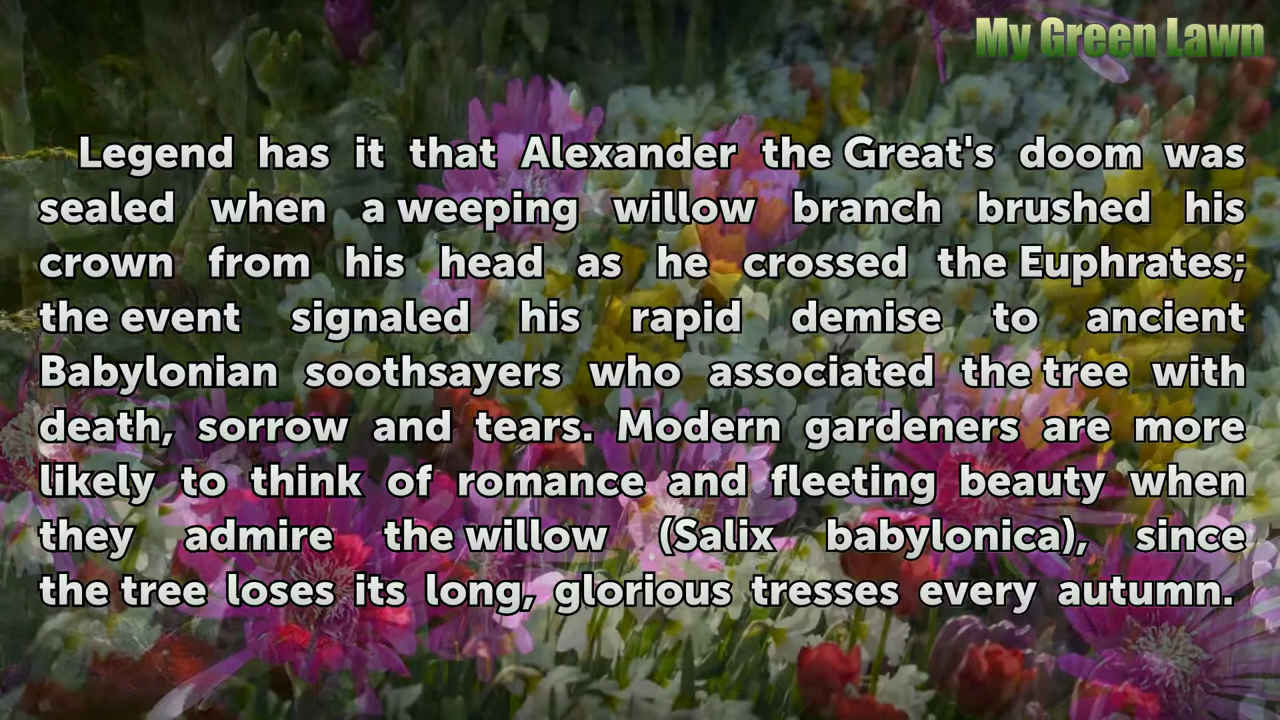 My Green Lawn
Legend has it that Alexander the Great's doom was
sealed when a weeping willow branch brushed his
crown from his head as he crossed the Euphrates;
the event signaled his rapid demise to ancient
Babylonian soothsayers who associated the tree with
death, sorrow and tears. Modern gardeners are more
likely to think of romance and fleeting beauty when
they admire the willow (Salix babylonica), since
the tree loses its long, glorious tresses every autumn.